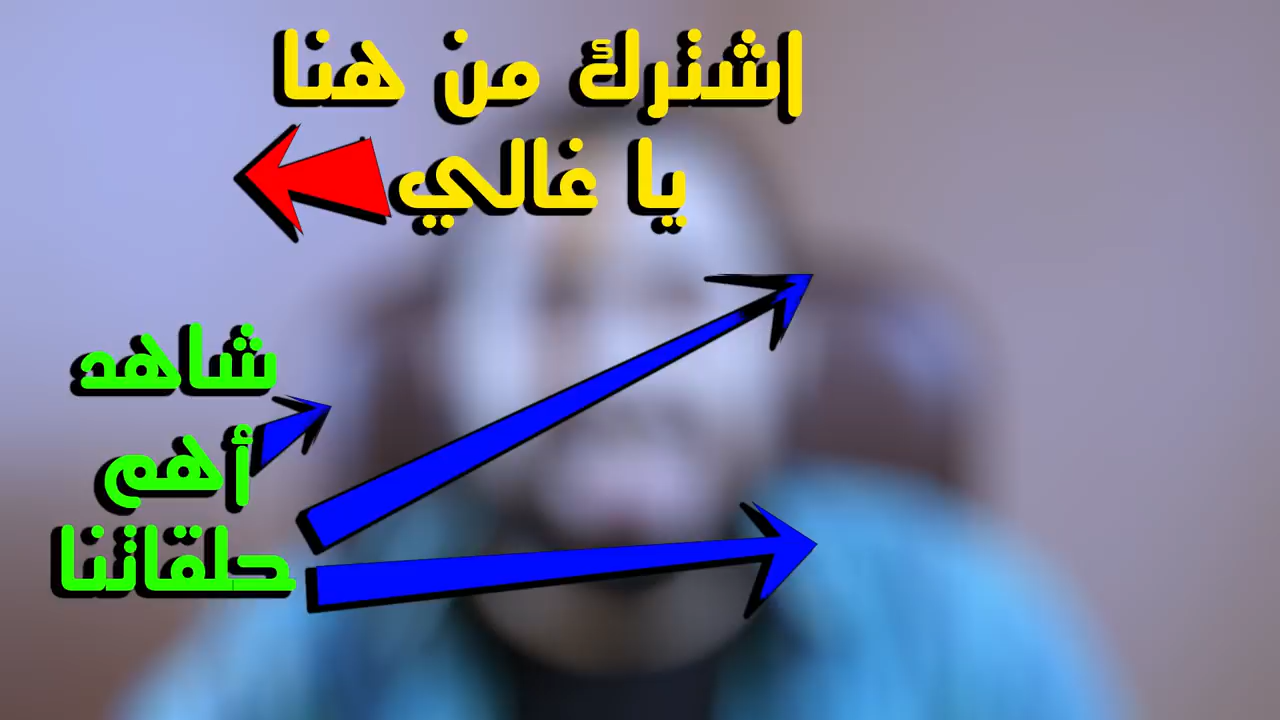 اشترك من هنا
يا غالي
شاهد
أهم
حلقاتنا